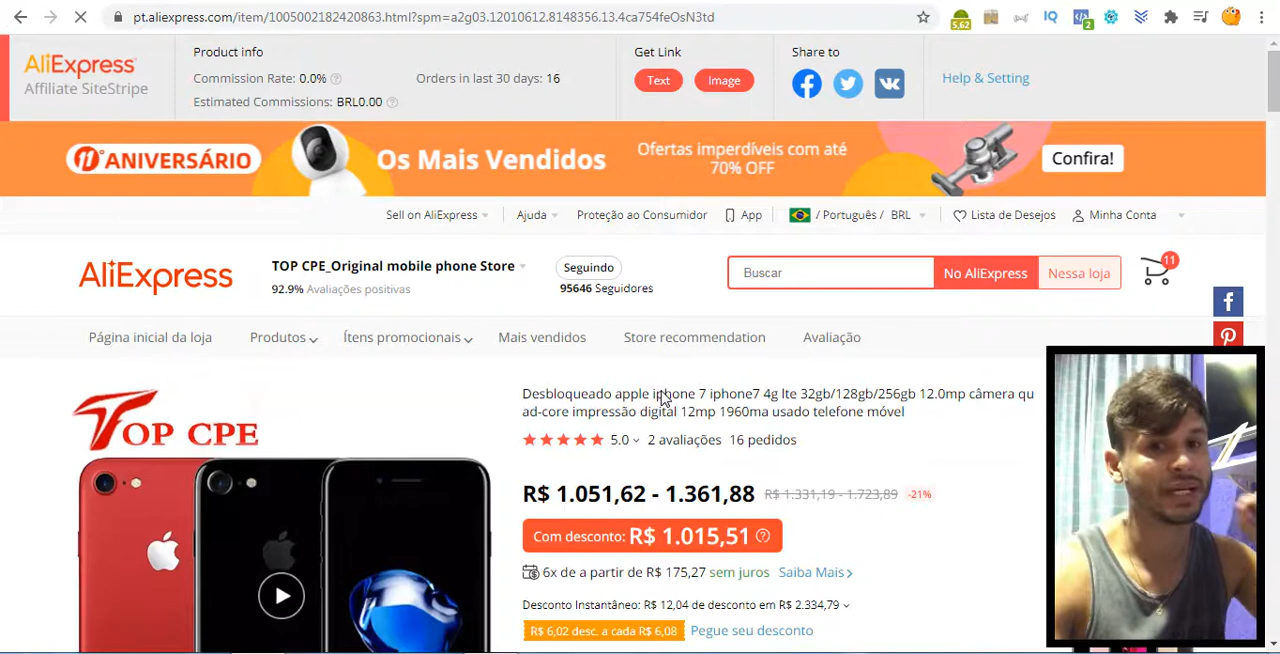 pt.aliexpress.com/item/1005002182420863.html?spm=a2g03.12010612.8148356.13.4ca754feOsN3td
5,62
IQ
2
AliExpress
Affiliate SiteStripe
Product info
Commission Rate: 0.0%
Orders in last 30 days: 16
Estimated Commissions: BRL0.00
Get Link
Text
Image
Share to
Help & Setting
11º ANIVERSÁRIO
Os Mais Vendidos
Ofertas imperdíveis com até
70% OFF
Confira!
Sell on AliExpress
Ajuda
Proteção ao Consumidor
App
/ Português / BRL
Lista de Desejos
Minha Conta
AliExpress
TOP CPE_Original mobile phone Store
92.9% Avaliações positivas
Seguindo
95646 Seguidores
Buscar
No AliExpress
Nessa loja
11
Página inicial da loja
Produtos
Ítens promocionais
Mais vendidos
Store recommendation
Avaliação
TOP CPE
Desbloqueado apple iphone 7 iphone7 4g lte 32gb/128gb/256gb 12.0mp câmera qu
ad-core impressão digital 12mp 1960ma usado telefone móvel
5.0
2 avaliações
16 pedidos
R$ 1.051,62 - 1.361,88
R$ 1.331,19 - 1.723,89
-21%
Com desconto: R$ 1.015,51
6x de a partir de R$ 175,27 sem juros Saiba Mais
Desconto Instantâneo: R$ 12,04 de desconto em R$ 2.334,79
R$ 6,02 desc. a cada R$ 6,08
Pegue seu desconto